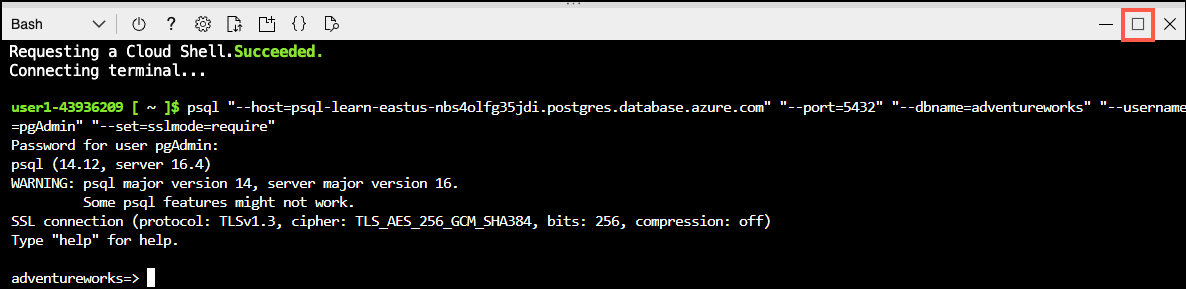 Bash
Requesting a Cloud Shell.Succeeded.
Connecting terminal...
user1-43936209 [ ~ ]$ psql "--host=psql-learn-eastus-nbs4olfg35jdi.postgres.database.azure.com" "--port=5432" "--dbname=adventureworks" "--username
=pgAdmin" "--set=sslmode=require"
Password for user pgAdmin:
psql (14.12, server 16.4)
WARNING: psql major version 14, server major version 16.
Some psql features might not work.
SSL connection (protocol: TLSv1.3, cipher: TLS_AES_256_GCM_SHA384, bits: 256, compression: off)
Type "help" for help.
adventureworks=>